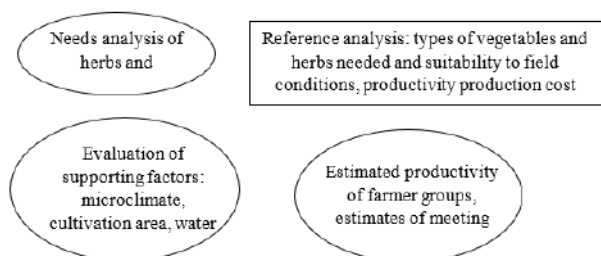 Needs analysis of
herbs and
Reference analysis: types of vegetables and
herbs needed and suitability to field
conditions, productivity production cost
Evaluation of
supporting factors:
microclimate,
cultivation area, water
Estimated productivity
of farmer groups,
estimates of meeting